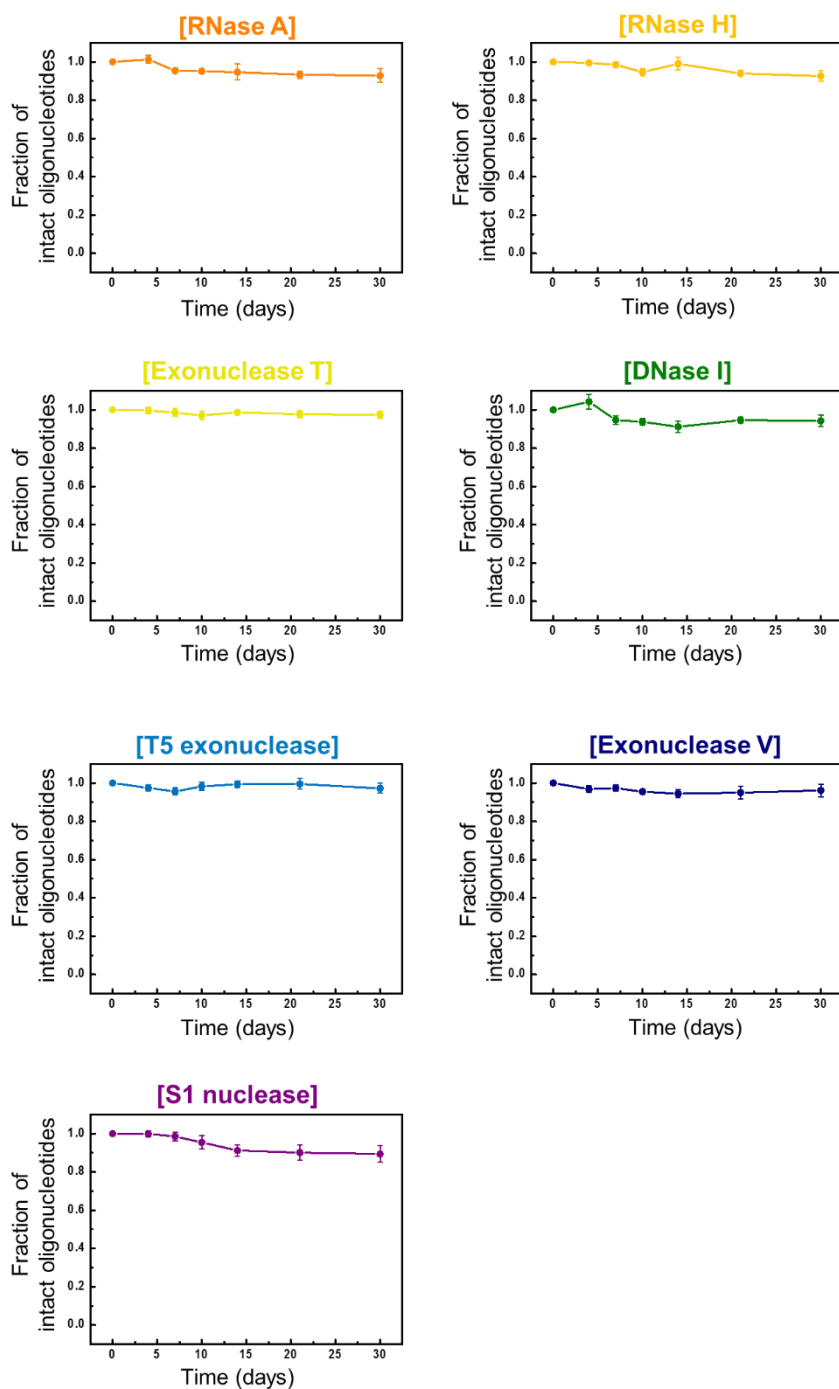 [RNase A]
Fraction of
intact oligonucleotides
1.0
0.8
0.6
0.4
0.2
0.0
0 5 10 15 20 25 30
Time (days)
[RNase H]
Fraction of
intact oligonucleotides
1.0
0.8
0.6
0.4
0.2
0.0
0 5 10 15 20 25 30
Time (days)
[Exonuclease T]
Fraction of
intact oligonucleotides
1.0
0.8
0.6
0.4
0.2
0.0
0 5 10 15 20 25 30
Time (days)
[DNase I]
Fraction of
intact oligonucleotides
1.0
0.8
0.6
0.4
0.2
0.0
0 5 10 15 20 25 30
Time (days)
[T5 exonuclease]
Fraction of
intact oligonucleotides
1.0
0.8
0.6
0.4
0.2
0.0
0 5 10 15 20 25 30
Time (days)
[Exonuclease V]
Fraction of
intact oligonucleotides
1.0
0.8
0.6
0.4
0.2
0.0
0 5 10 15 20 25 30
Time (days)
[S1 nuclease]
Fraction of
intact oligonucleotides
1.0
0.8
0.6
0.4
0.2
0.0
0 5 10 15 20 25 30
Time (days)